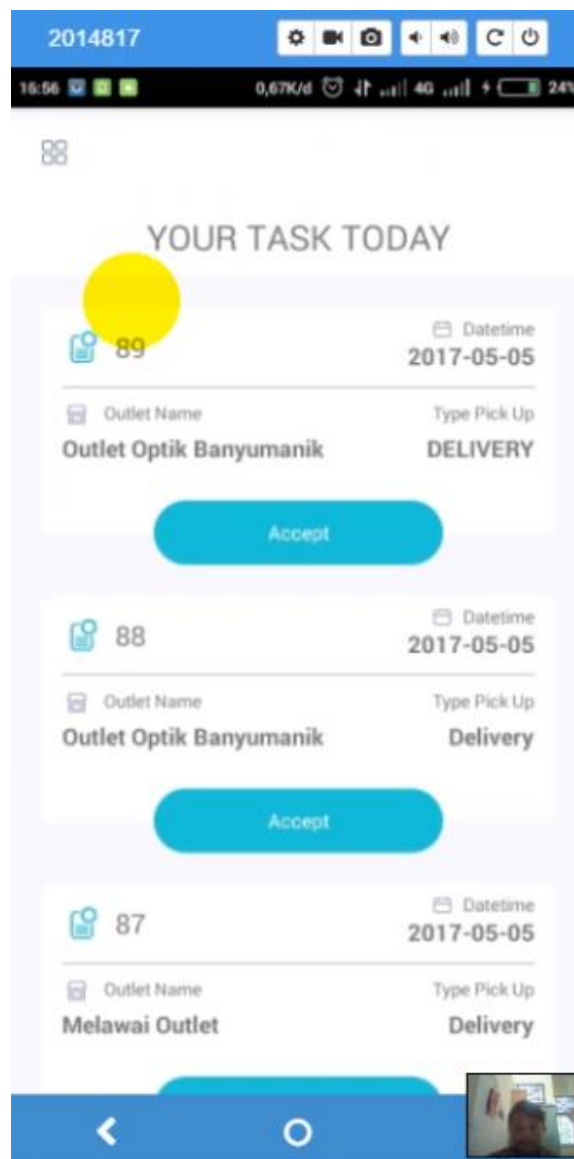 2014817
16:56 0,67K/d 4G 24%
YOUR TASK TODAY
89
Datetime
2017-05-05
Outlet Name Type Pick Up
Outlet Optik Banyumanik DELIVERY
Accept
88
Datetime
2017-05-05
Outlet Name Type Pick Up
Outlet Optik Banyumanik Delivery
Accept
87
Datetime
2017-05-05
Outlet Name Type Pick Up
Melawai Outlet Delivery